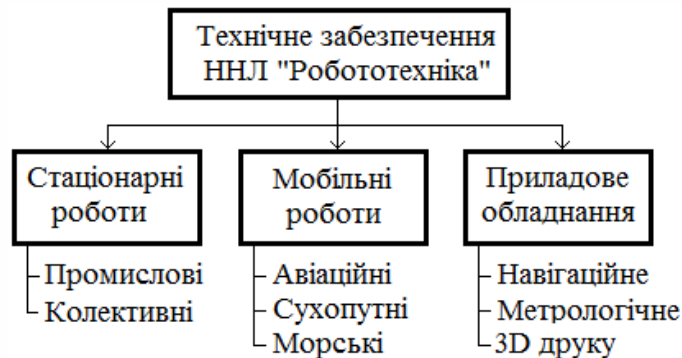 Технічне забезпечення
ННЛ "Робототехніка"
Стаціонарні
роботи
Промислові
Колективні
Мобільні
роботи
Авіаційні
Сухопутні
Морські
Приладове
обладнання
Навігаційне
Метрологічне
3D друку